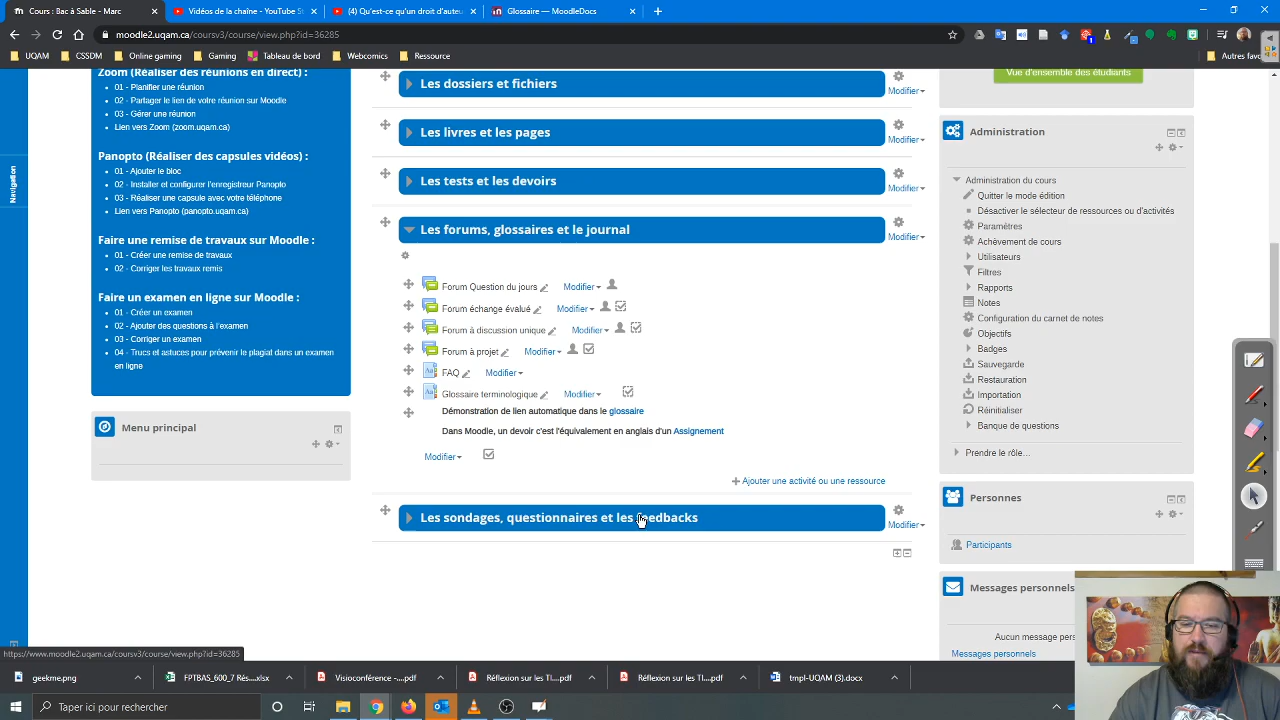 Cours : Bac à Sable - Marc
Vidéos de la chaîne - YouTube St
(4) Qu'est-ce qu'un droit d'auteu
Glossaire — MoodleDocs
moodle2.uqam.ca/coursv3/course/view.php?id=36285
UQAM
CSSDM
Online gaming
Gaming
Tableau de bord
Webcomics
Ressource
Autres favo
Navigation
Zoom (Réaliser des réunions en direct) :
01 - Planifier une réunion
02 - Partager le lien de votre réunion sur Moodle
03 - Gérer une réunion
Lien vers Zoom (zoom.uqam.ca)
Panopto (Réaliser des capsules vidéos) :
01 - Ajouter le bloc
02 - Installer et configurer l'enregistreur Panopto
03 - Réaliser une capsule avec votre téléphone
Lien vers Panopto (panopto.uqam.ca)
Faire une remise de travaux sur Moodle :
01 - Créer une remise de travaux
02 - Corriger les travaux remis
Faire un examen en ligne sur Moodle :
01 - Créer un examen
02 - Ajouter des questions à l'examen
03 - Corriger un examen
04 - Trucs et astuces pour prévenir le plagiat dans un examen
en ligne
Menu principal
Les dossiers et fichiers
Modifier
Les livres et les pages
Modifier
Les tests et les devoirs
Modifier
Les forums, glossaires et le journal
Modifier
Forum Question du jours Modifier
Forum échange évalué Modifier
Forum à discussion unique Modifier
Forum à projet Modifier
FAQ Modifier
Glossaire terminologique Modifier
Démonstration de lien automatique dans le glossaire
Dans Moodle, un devoir c'est l'équivalement en anglais d'un Assignement
Modifier
Ajouter une activité ou une ressource
Les sondages, questionnaires et les feedbacks
Modifier
Vue d'ensemble des étudiants
Administration
Administration du cours
Quitter le mode édition
Désactiver le sélecteur de ressources ou d'activités
Paramètres
Achèvement de cours
Utilisateurs
Filtres
Rapports
Notes
Configuration du carnet de notes
Objectifs
Badges
Sauvegarde
Restauration
Importation
Réinitialiser
Banque de questions
Prendre le rôle...
Personnes
Participants
Messages personnels
Aucun message pers
Messages personnels
https://www.moodle2.uqam.ca/coursv3/course/view.php?id=36285
geekme.png
FPTBAS_600_7 Rés....xlsx
Visioconférence -....pdf
Réflexion sur les TI....pdf
Réflexion sur les TI....pdf
tmpl-UQAM (3).docx
Taper ici pour rechercher